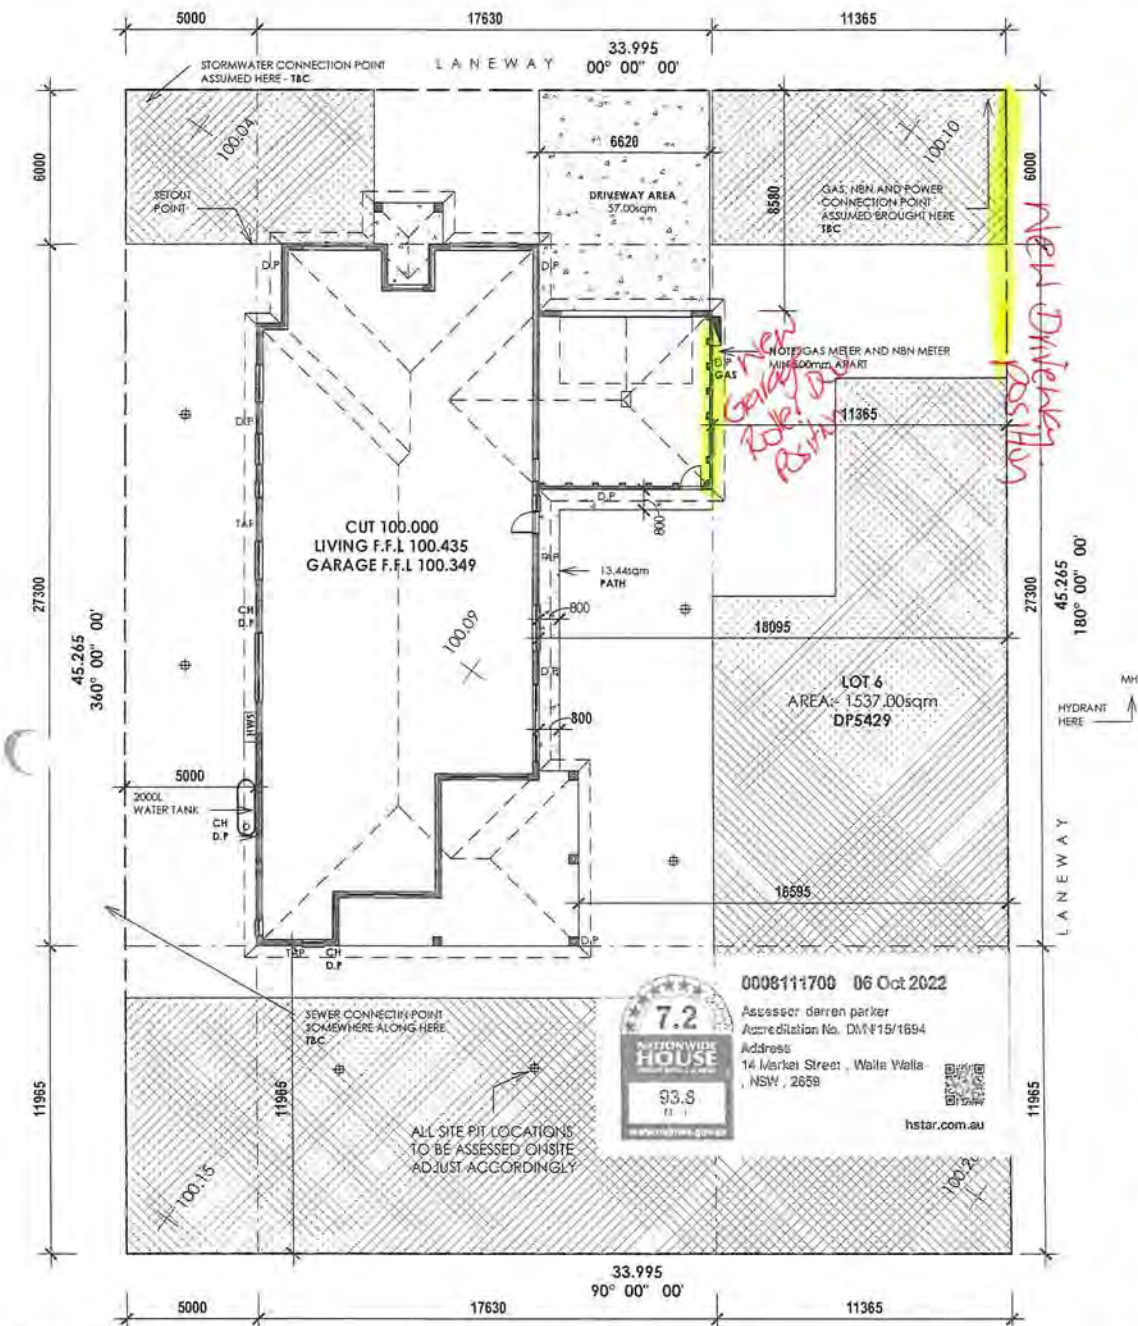 5000
17630
11365
33.995
00° 00" 00'
LANEWAY
STORMWATER CONNECTION POINT
ASSUMED HERE - TBC
100.04
6000
SETOUT
POINT
6620
DRIVEWAY AREA
57.00sqm
8580
100.10
GAS, NBN AND POWER
CONNECTION POINT
ASSUMED BROUGHT HERE
TBC
6000
New Driveway
Position
D.P
D.P
NOTE: GAS METER AND NBN METER
MIN 500mm APART
D.P
GAS
New
Garage
Position
11365
D.P
D.P
800
CUT 100.000
LIVING F.F.L 100.435
GARAGE F.F.L 100.349
TAP
TAP
13.44sqm
PATH
27300
27300
45.265
360° 00" 00'
45.265
180° 00" 00'
CH
D.P
800
100.09
18095
D.P
LOT 6
AREA:- 1537.00sqm
DP5429
MH
HYDRANT
HERE
HWS
800
5000
2000L
WATER TANK
CH
D.P
LANEWAY
16595
TAP
CH
D.P
D.P
SEWER CONNECTIN POINT
SOMEWHERE ALONG HERE
TBC
11965
11965
11965
ALL SITE PIT LOCATIONS
TO BE ASSESSED ONSITE
ADJUST ACCORDINGLY
100.15
7.2
NATIONWIDE
HOUSE
93.8
0008111700 06 Oct 2022
Assessor darren parker
Accreditation No. DMN/15/1694
Address
14 Market Street , Walla Walla
, NSW , 2659
hstar.com.au
33.995
90° 00" 00'
5000
17630
11365